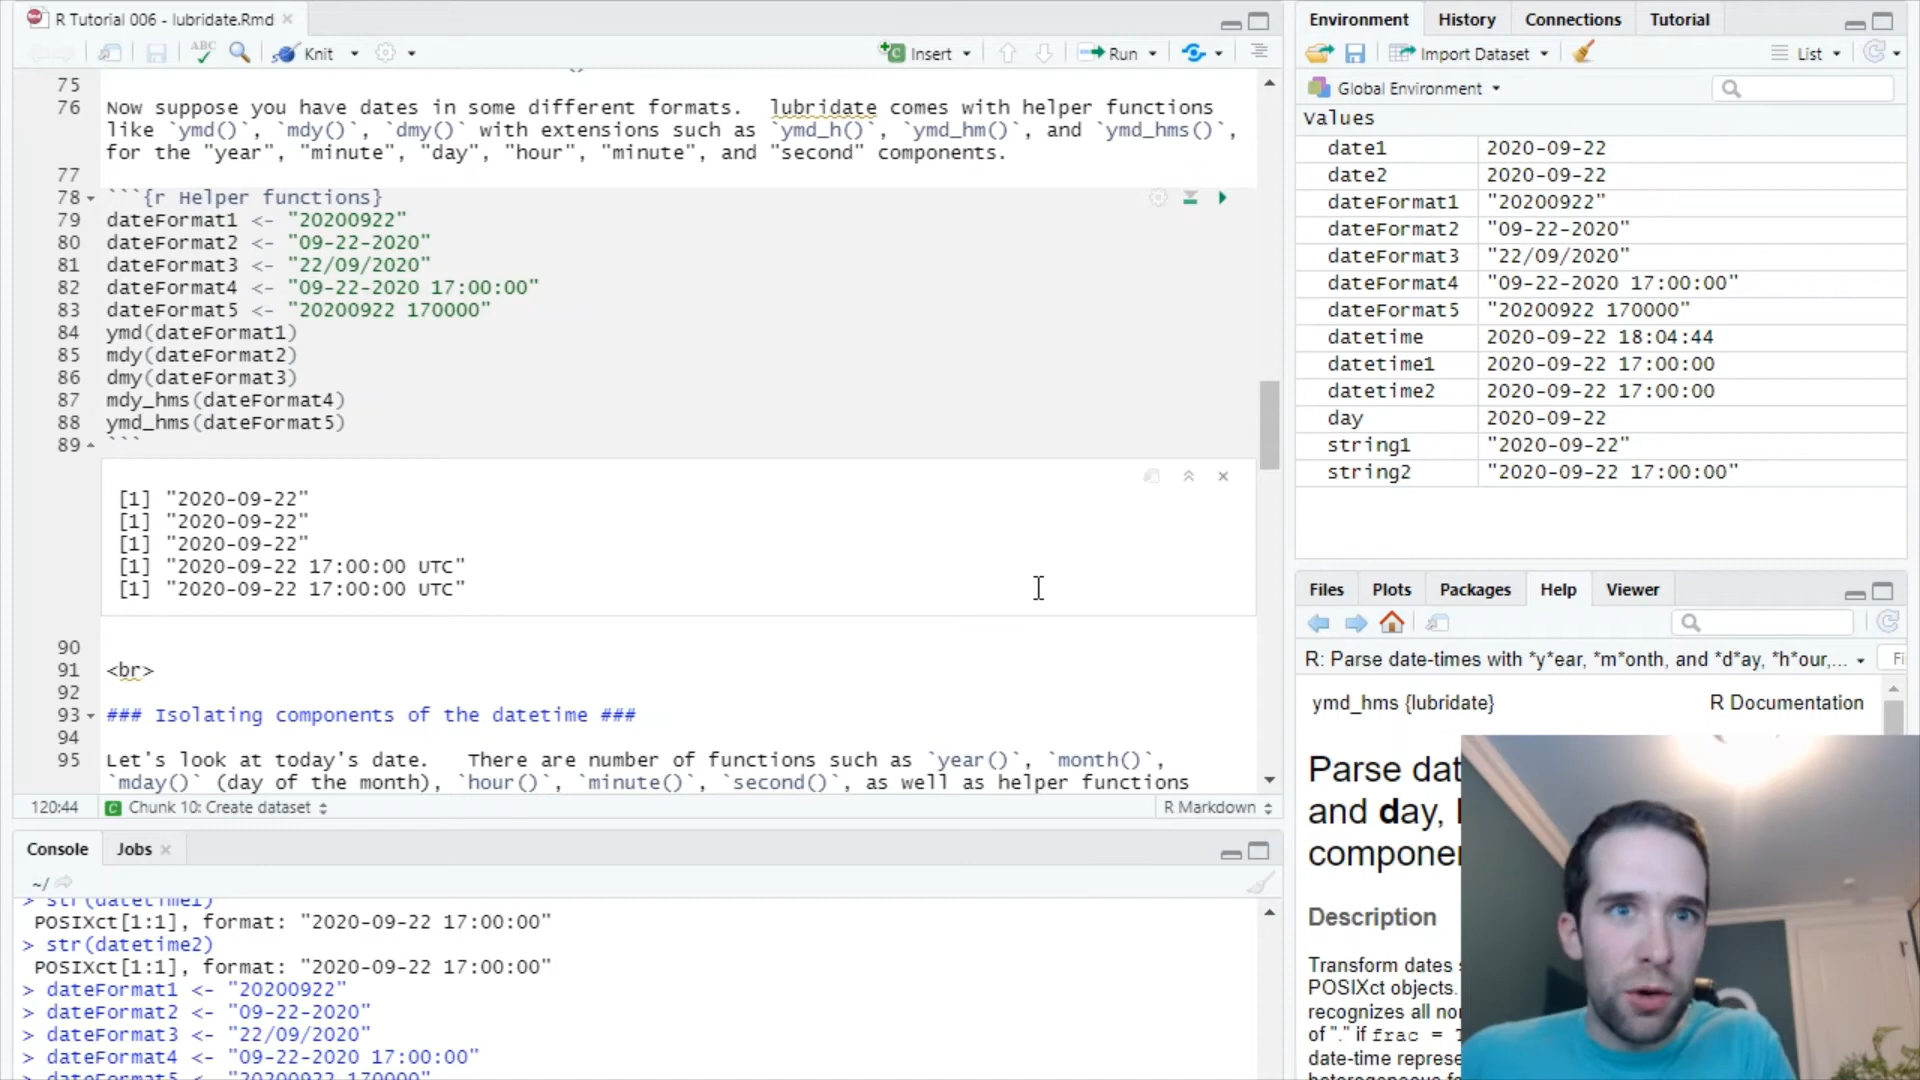 R Tutorial 006 - lubridate.Rmd
ABC
Knit
Insert
Run
75
76 Now suppose you have dates in some different formats. lubridate comes with helper functions
like `ymd()`, `mdy()`, `dmy()` with extensions such as `ymd_h()`, `ymd_hm()`, and `ymd_hms()`,
for the "year", "minute", "day", "hour", "minute", and "second" components.
77
78 ```{r Helper functions}
79 dateFormat1 <- "20200922"
80 dateFormat2 <- "09-22-2020"
81 dateFormat3 <- "22/09/2020"
82 dateFormat4 <- "09-22-2020 17:00:00"
83 dateFormat5 <- "20200922 170000"
84 ymd(dateFormat1)
85 mdy(dateFormat2)
86 dmy(dateFormat3)
87 mdy_hms(dateFormat4)
88 ymd_hms(dateFormat5)
89 ```
[1] "2020-09-22"
[1] "2020-09-22"
[1] "2020-09-22"
[1] "2020-09-22 17:00:00 UTC"
[1] "2020-09-22 17:00:00 UTC"
90
91 <br>
92
93 ### Isolating components of the datetime ###
94
95 Let's look at today's date.   There are number of functions such as `year()`, `month()`,
`mday()` (day of the month), `hour()`, `minute()`, `second()`, as well as helper functions
120:44 Chunk 10: Create dataset R Markdown
Console Jobs
~/
> str(datetime1)
POSIXct[1:1], format: "2020-09-22 17:00:00"
> str(datetime2)
POSIXct[1:1], format: "2020-09-22 17:00:00"
> dateFormat1 <- "20200922"
> dateFormat2 <- "09-22-2020"
> dateFormat3 <- "22/09/2020"
> dateFormat4 <- "09-22-2020 17:00:00"
> dateFormat5 <- "20200922 170000"
Environment History Connections Tutorial
Import Dataset List
Global Environment
Values
date1 2020-09-22
date2 2020-09-22
dateFormat1 "20200922"
dateFormat2 "09-22-2020"
dateFormat3 "22/09/2020"
dateFormat4 "09-22-2020 17:00:00"
dateFormat5 "20200922 170000"
datetime 2020-09-22 18:04:44
datetime1 2020-09-22 17:00:00
datetime2 2020-09-22 17:00:00
day 2020-09-22
string1 "2020-09-22"
string2 "2020-09-22 17:00:00"
Files Plots Packages Help Viewer
R: Parse date-times with *y*ear, *m*onth, and *d*ay, *h*our,...
ymd_hms {lubridate} R Documentation
Parse dat
and day,
componen
Description
Transform dates
POSIXct objects.
recognizes all no
of "." if frac =
date-time repres